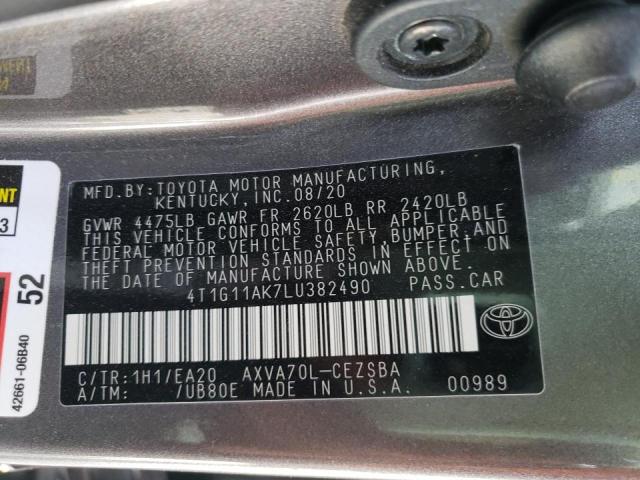 MFD.BY:TOYOTA MOTOR MANUFACTURING,
KENTUCKY,INC.08/20
GVWR 4475LB GAWR FR 2620LB RR 2420LB
THIS VEHICLE CONFORMS TO ALL APPLICABLE
FEDERAL MOTOR VEHICLE SAFETY,BUMPER,AND
THEFT PREVENTION STANDARDS IN EFFECT ON
THE DATE OF MANUFACTURE SHOWN ABOVE.
4T1G11AK7LU382490 PASS.CAR
C/TR:1H1/EA20 AXVA70L-CEZSBA
A/TM: /UB80E MADE IN U.S.A. 00989
52
42661-06B40
3